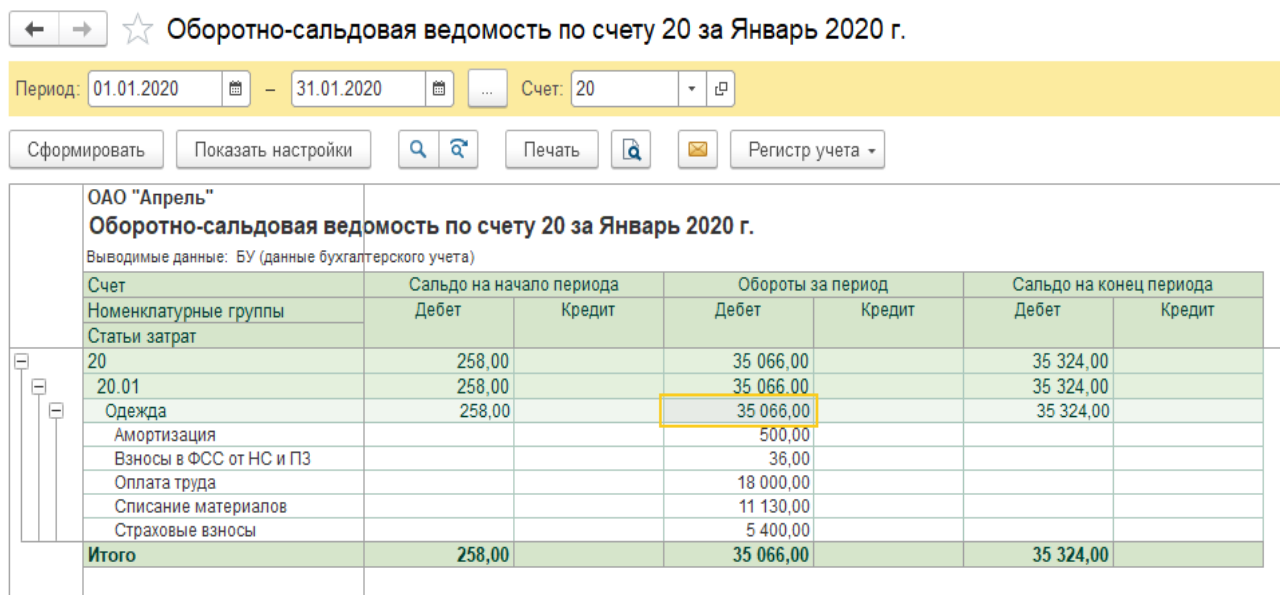 Оборотно-сальдовая ведомость по счету 20 за Январь 2020 г.
Период: 01.01.2020 – 31.01.2020 ... Счет: 20
Сформировать Показать настройки Печать Регистр учета
ОАО "Апрель"
Оборотно-сальдовая ведомость по счету 20 за Январь 2020 г.
Выводимые данные: БУ (данные бухгалтерского учета)
Счет Сальдо на начало периода Обороты за период Сальдо на конец периода
Номенклатурные группы Дебет Кредит Дебет Кредит Дебет Кредит
Статьи затрат
20 258,00 35 066,00 35 324,00
20.01 258,00 35 066.00 35 324,00
Одежда 258,00 35 066,00 35 324,00
Амортизация 500,00
Взносы в ФСС от НС и ПЗ 36,00
Оплата труда 18 000,00
Списание материалов 11 130,00
Страховые взносы 5 400,00
Итого 258,00 35 066,00 35 324,00